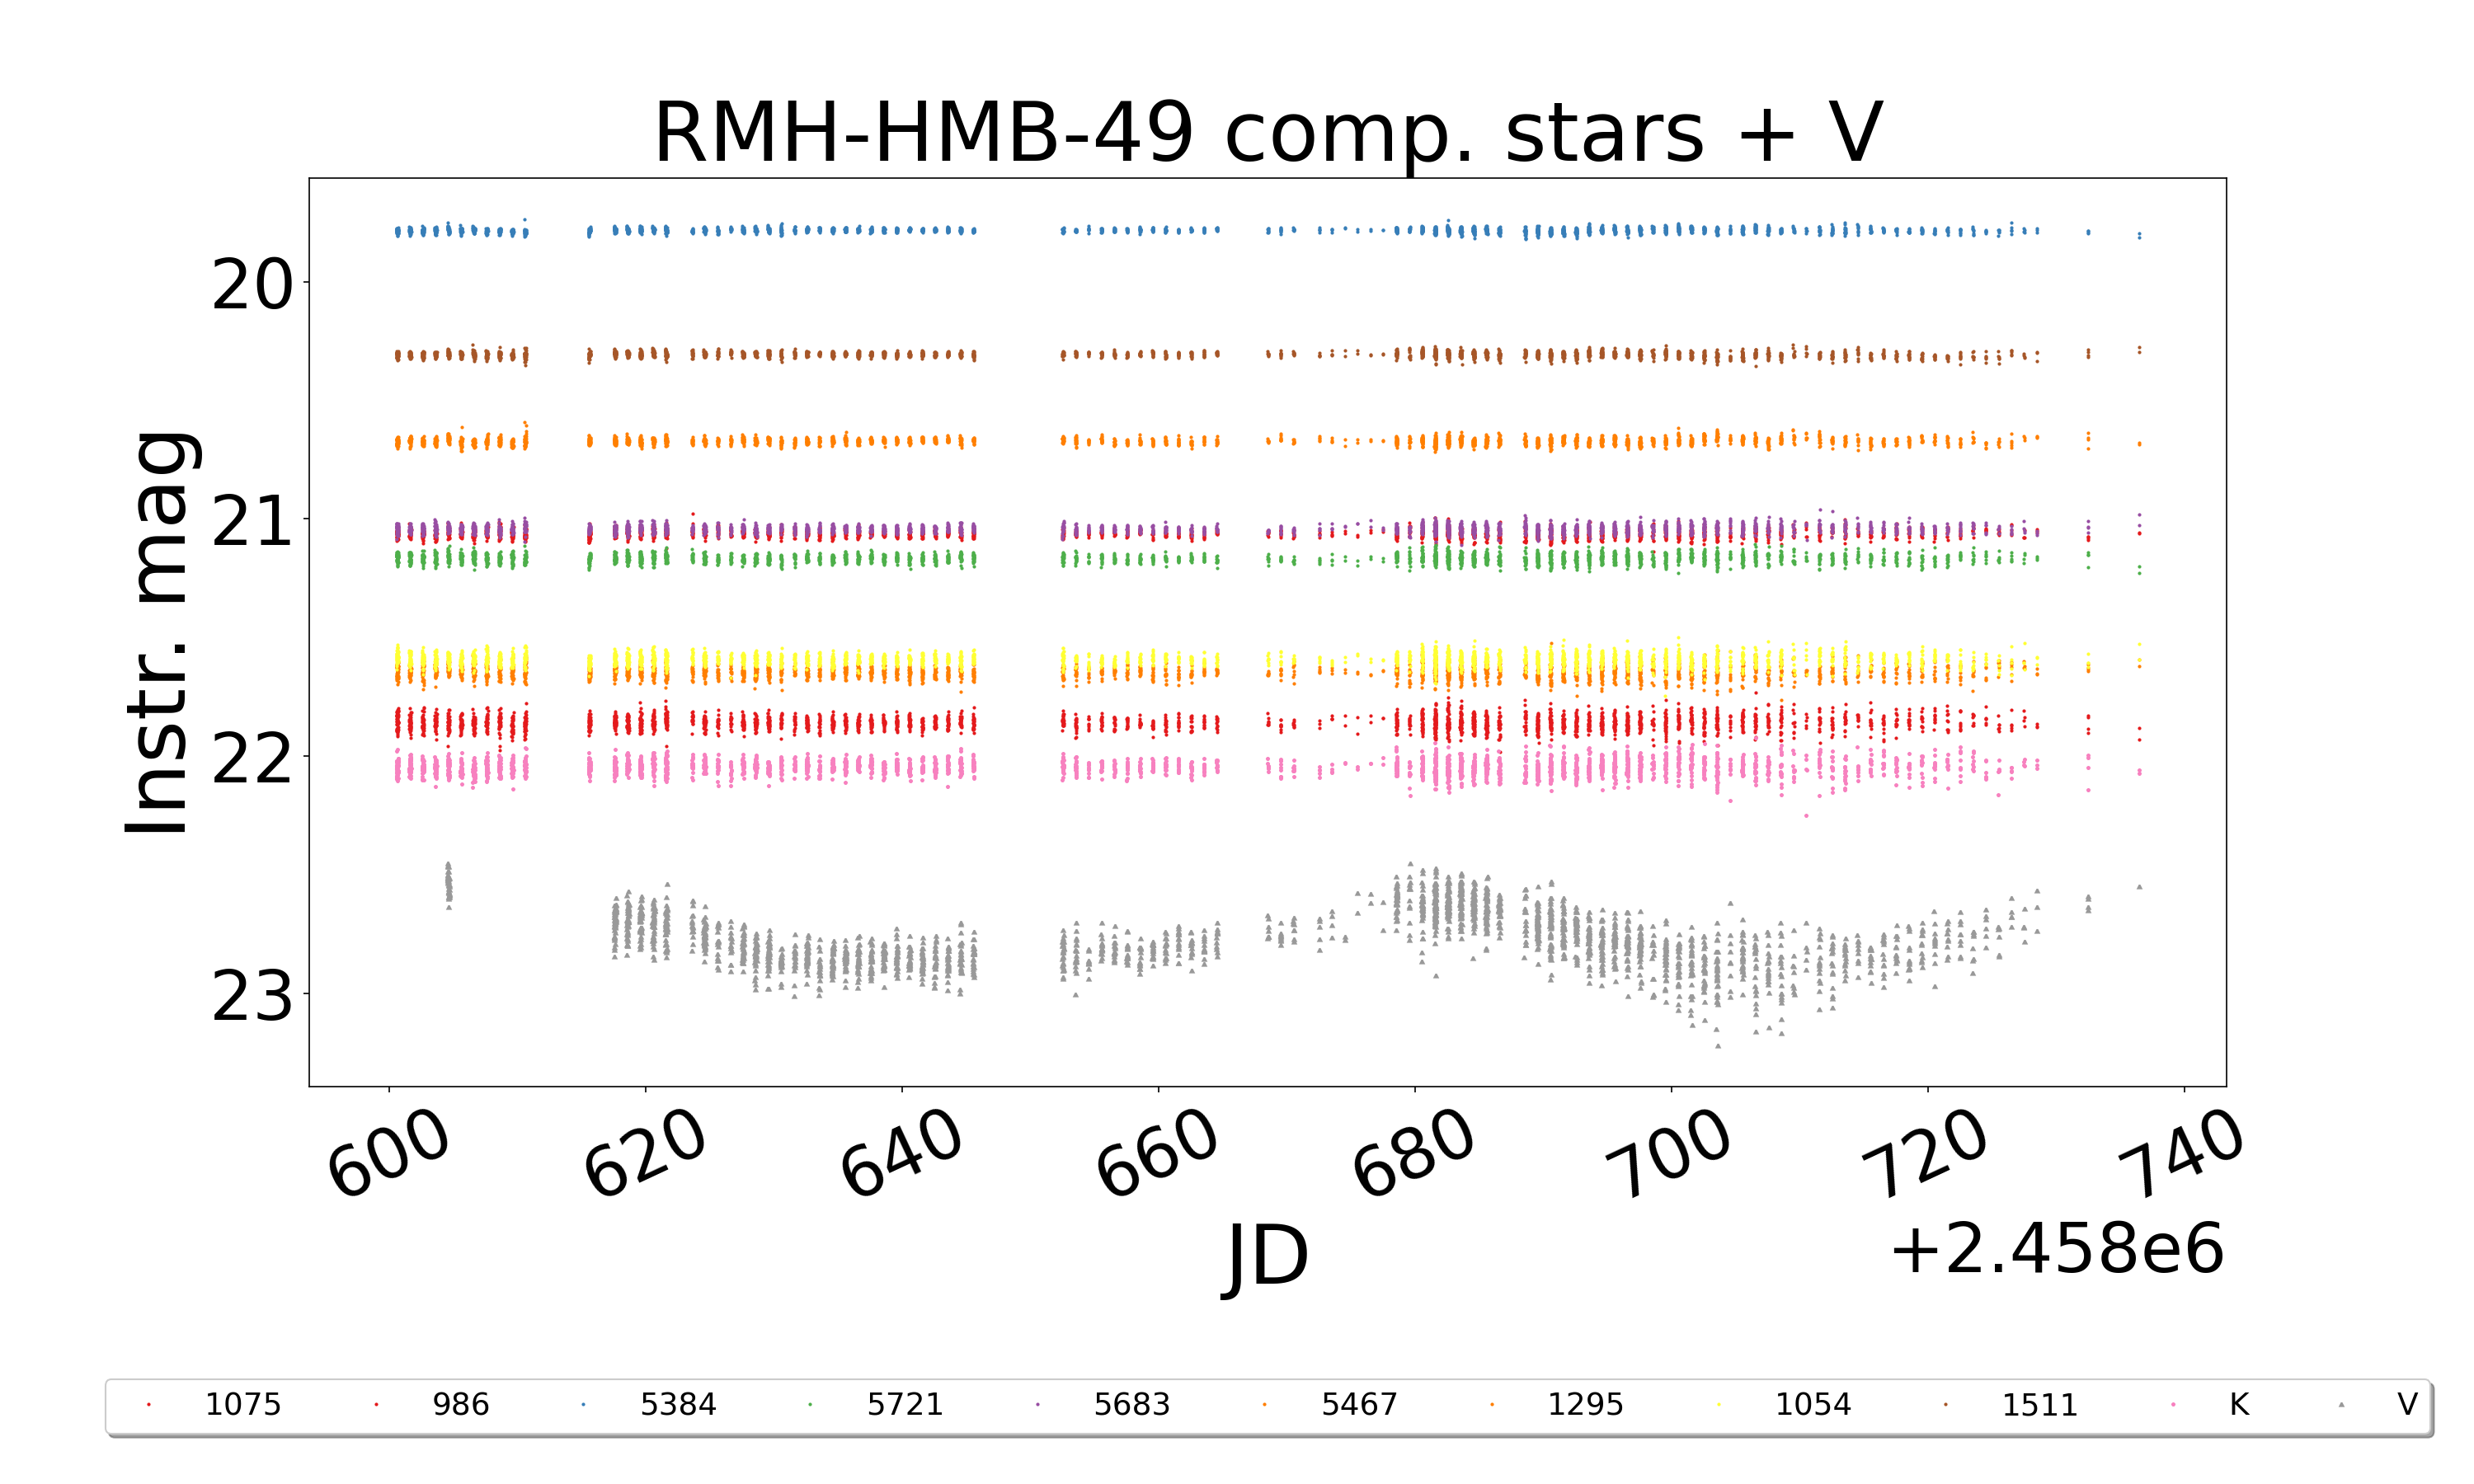 RMH-HMB-49 comp. stars + V
Instr. mag
20
21
22
23
600 620 640 660 680 700 720 740
JD
+2.458e6
1075 986 5384 5721 5683 5467 1295 1054 1511 K V